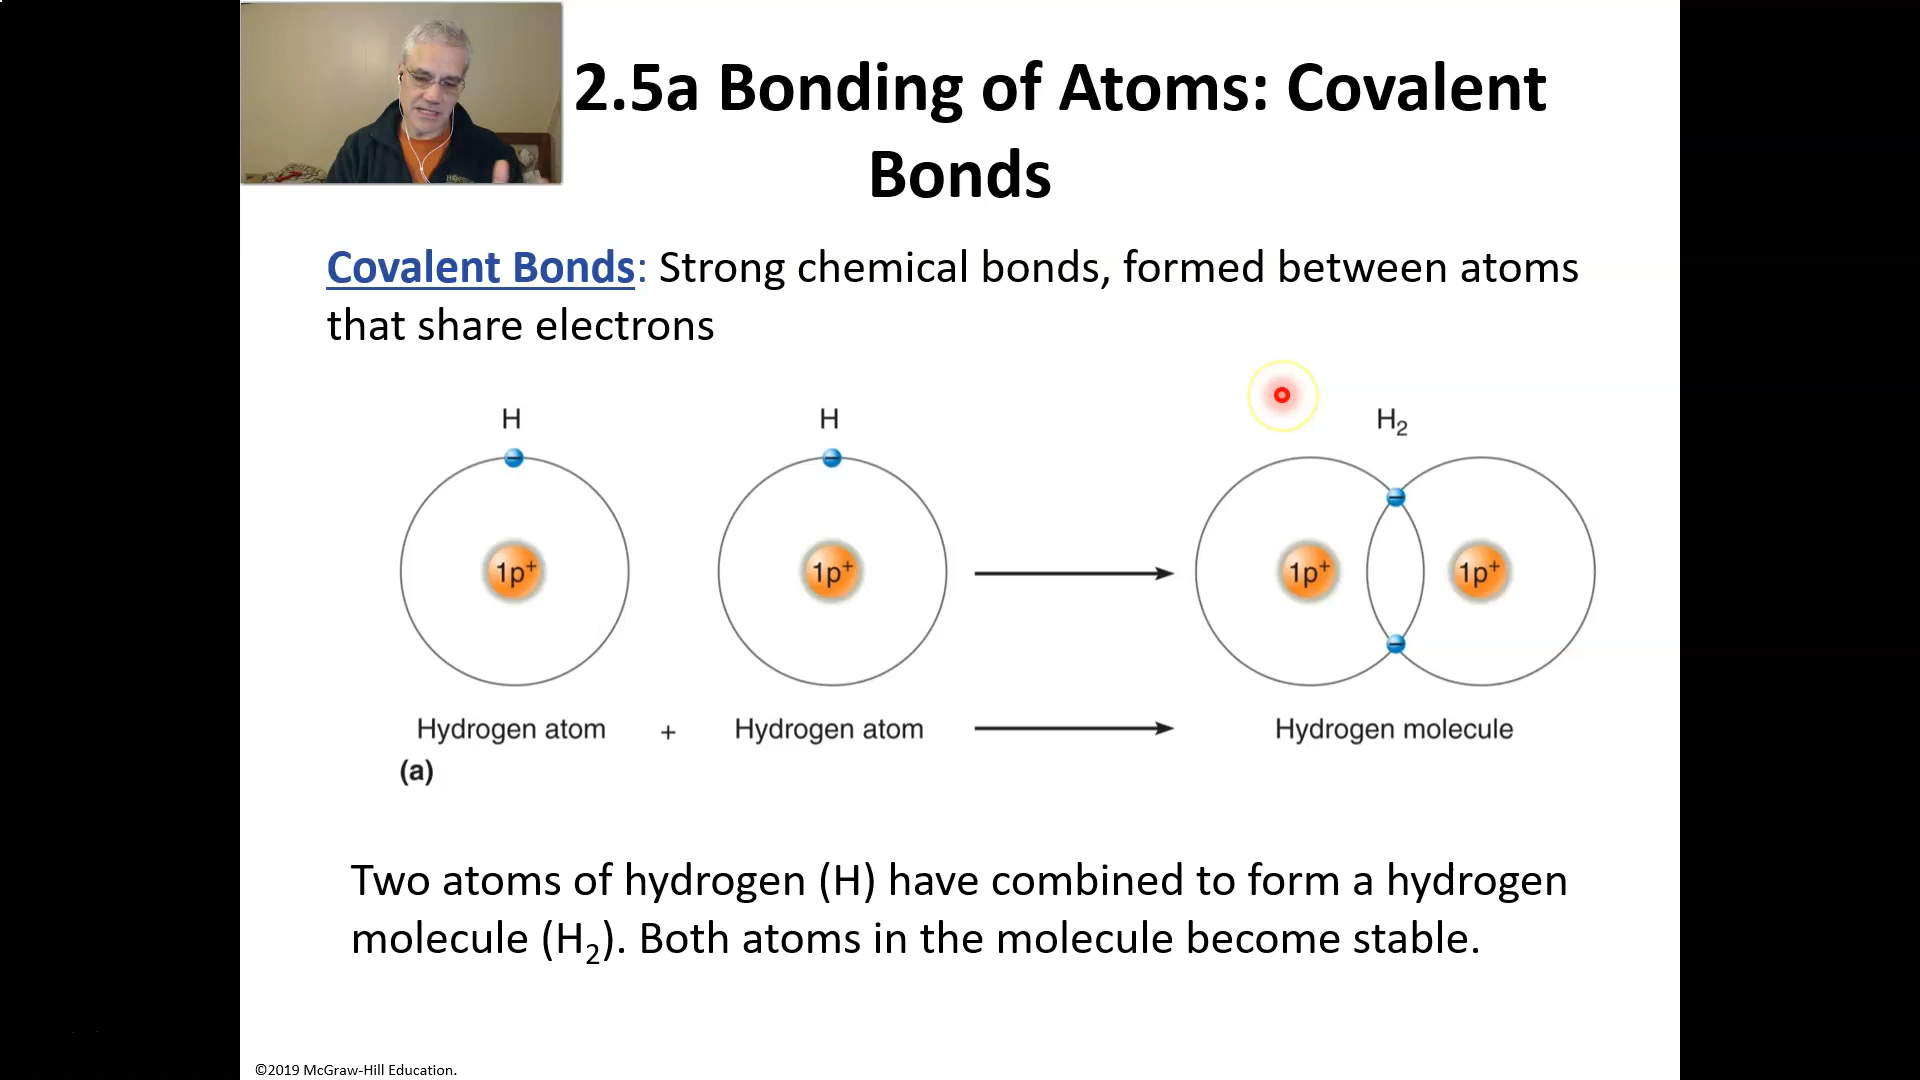 2.5a Bonding of Atoms: Covalent
Bonds
Covalent Bonds: Strong chemical bonds, formed between atoms
that share electrons
H H H₂
1p⁺ 1p⁺ 1p⁺ 1p⁺
Hydrogen atom + Hydrogen atom Hydrogen molecule
(a)
Two atoms of hydrogen (H) have combined to form a hydrogen
molecule (H₂). Both atoms in the molecule become stable.
©2019 McGraw-Hill Education.